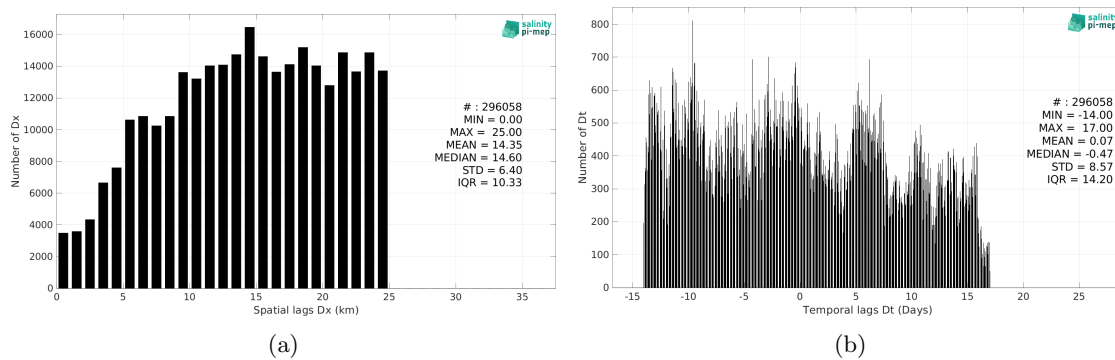 16000
14000
12000
10000
8000
6000
4000
2000
0
Number of Dx
0 5 10 15 20 25 30 35
Spatial lags Dx (km)
salinity
pi-mep
# : 296058
MIN = 0.00
MAX = 25.00
MEAN = 14.35
MEDIAN = 14.60
STD = 6.40
IQR = 10.33
(a)
800
700
600
500
400
300
200
100
0
Number of Dt
-15 -10 -5 0 5 10 15 20 25
Temporal lags Dt (Days)
salinity
pi-mep
# : 296058
MIN = -14.00
MAX = 17.00
MEAN = 0.07
MEDIAN = -0.47
STD = 8.57
IQR = 14.20
(b)